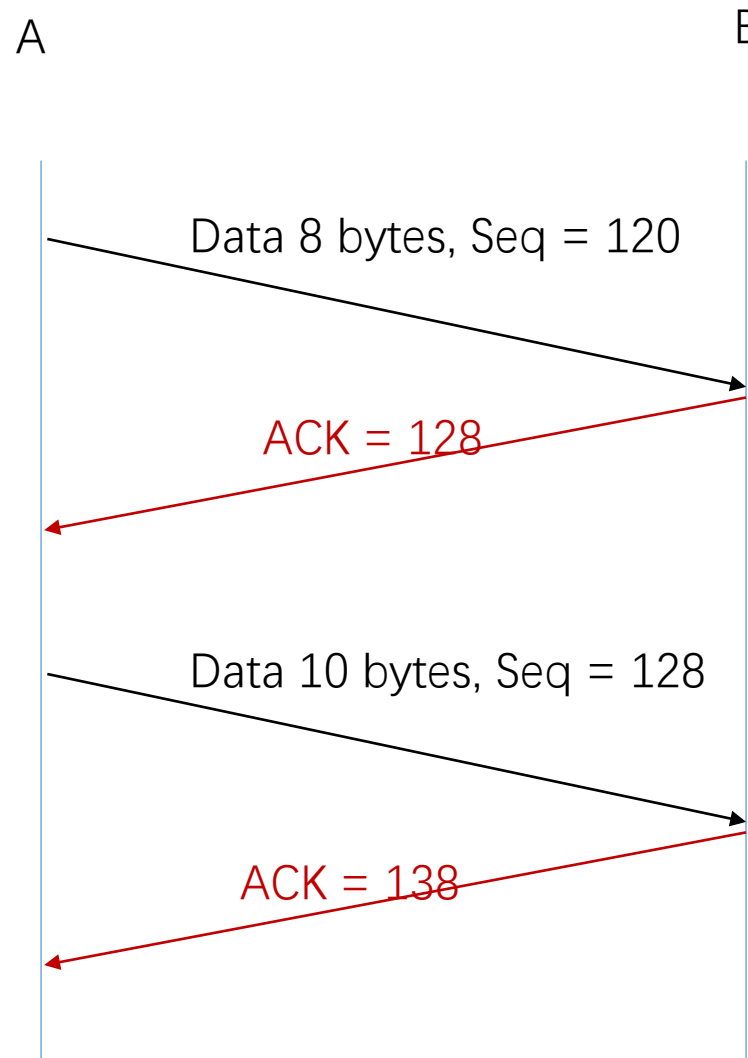 A
B
Data 8 bytes, Seq = 120
ACK = 128
Data 10 bytes, Seq = 128
ACK = 138